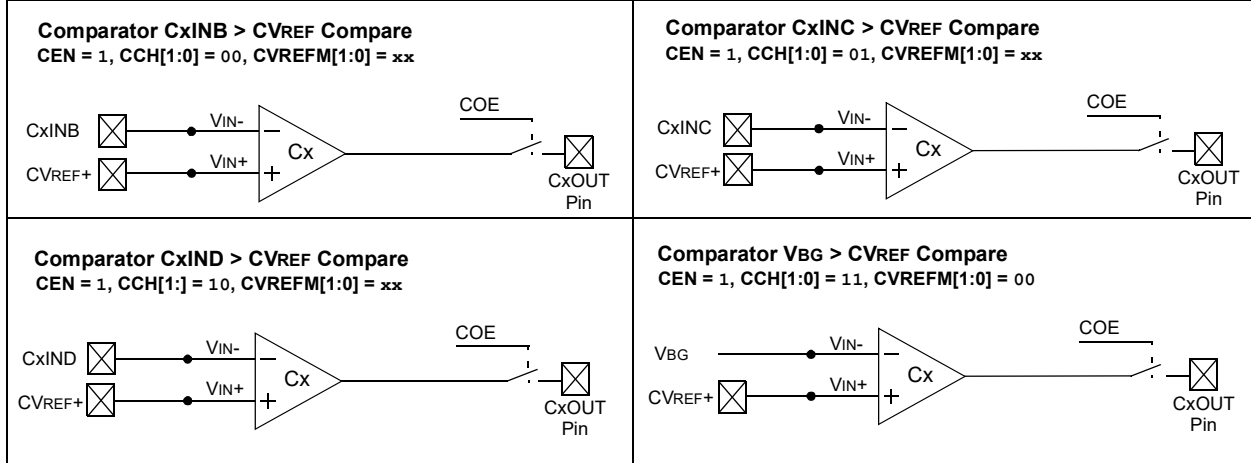 Comparator CxINB > CVREF Compare
CEN = 1, CCH[1:0] = 00, CVREFM[1:0] = xx
COE
CxINB
VIN-
Cx
CVREF+
VIN+
CxOUT
Pin
Comparator CxINC > CVREF Compare
CEN = 1, CCH[1:0] = 01, CVREFM[1:0] = xx
COE
CxINC
VIN-
Cx
CVREF+
VIN+
CxOUT
Pin
Comparator CxIND > CVREF Compare
CEN = 1, CCH[1:] = 10, CVREFM[1:0] = xx
COE
CxIND
VIN-
Cx
CVREF+
VIN+
CxOUT
Pin
Comparator VBG > CVREF Compare
CEN = 1, CCH[1:0] = 11, CVREFM[1:0] = 00
COE
VBG
VIN-
Cx
CVREF+
VIN+
CxOUT
Pin